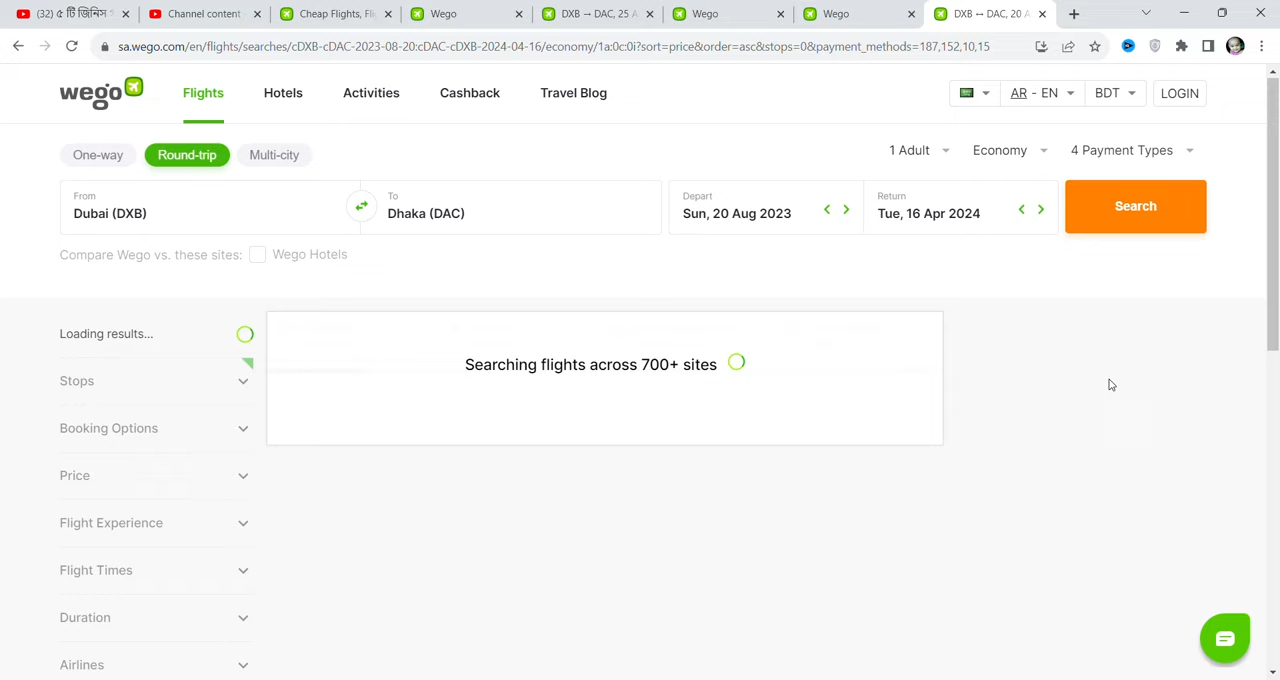 (32) ৫ টি জিনিস
Channel content
Cheap Flights, Fli
Wego
DXB → DAC, 25 A
Wego
Wego
DXB ↔ DAC, 20 A
sa.wego.com/en/flights/searches/cDXB-cDAC-2023-08-20:cDAC-cDXB-2024-04-16/economy/1a:0c:0i?sort=price&order=asc&stops=0&payment_methods=187,152,10,15
wego
Flights
Hotels
Activities
Cashback
Travel Blog
AR - EN
BDT
LOGIN
One-way
Round-trip
Multi-city
1 Adult
Economy
4 Payment Types
From
Dubai (DXB)
To
Dhaka (DAC)
Depart
Sun, 20 Aug 2023
Return
Tue, 16 Apr 2024
Search
Compare Wego vs. these sites:
Wego Hotels
Loading results...
Searching flights across 700+ sites
Stops
Booking Options
Price
Flight Experience
Flight Times
Duration
Airlines